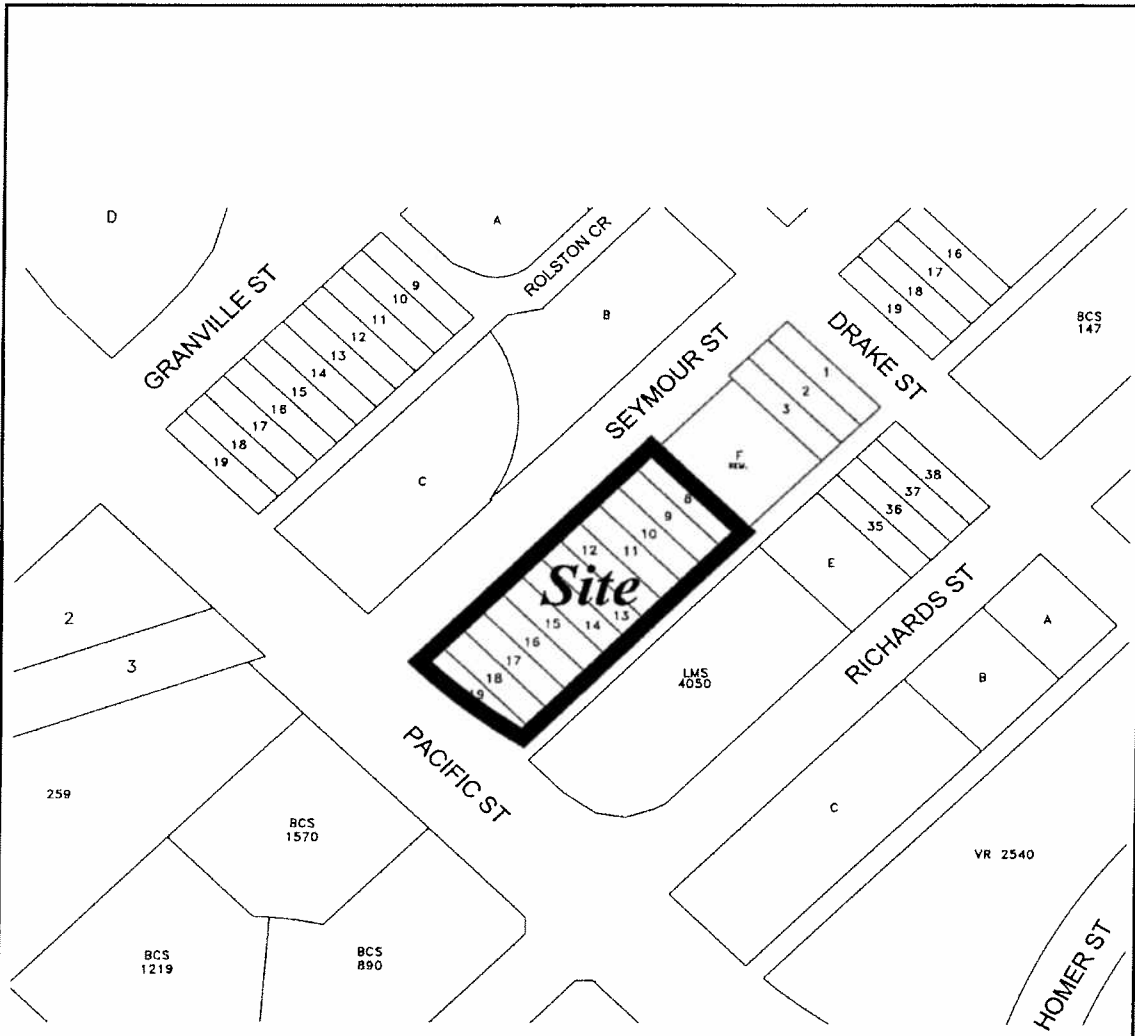 D
A
ROLSTON CR
GRANVILLE ST
9
10
11
12
13
14
15
16
17
18
19
B
C
SEYMOUR ST
DRAKE ST
16
17
18
19
BCS
147
1
2
3
F
REM.
8
9
10
11
12
Site
13
14
15
16
17
18
19
38
37
36
35
E
LMS
4050
RICHARDS ST
A
B
C
VR 2540
HOMER ST
PACIFIC ST
2
3
259
BCS
1570
BCS
1219
BCS
890